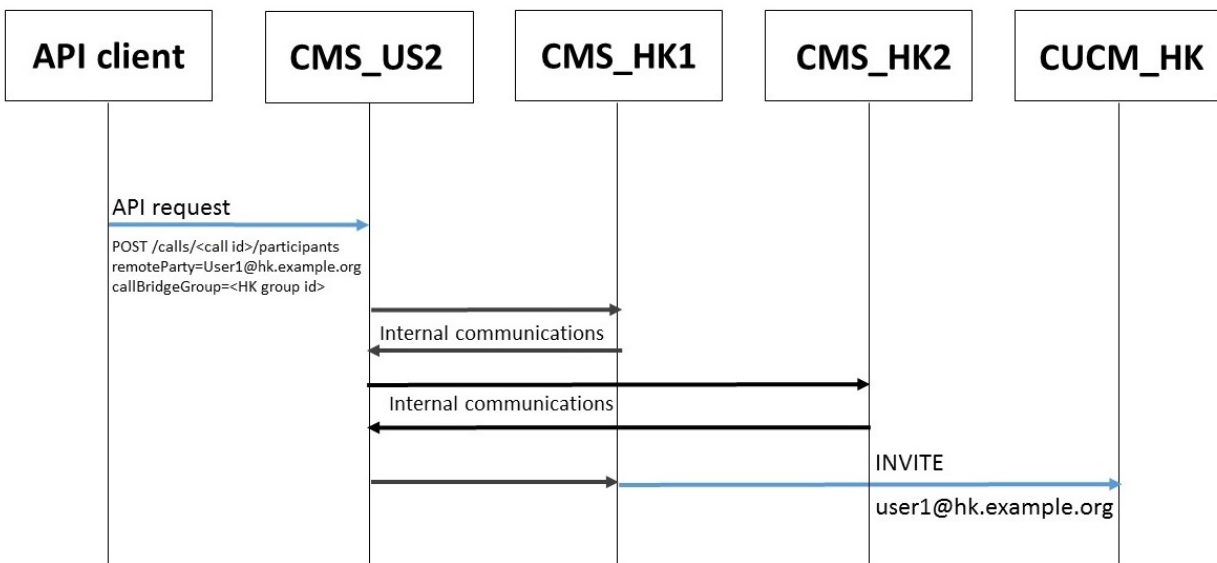 API client
CMS_US2
CMS_HK1
CMS_HK2
CUCM_HK
API request
POST /calls/<call id>/participants
remoteParty=User1@hk.example.org
callBridgeGroup=<HK group id>
Internal communications
Internal communications
INVITE
user1@hk.example.org